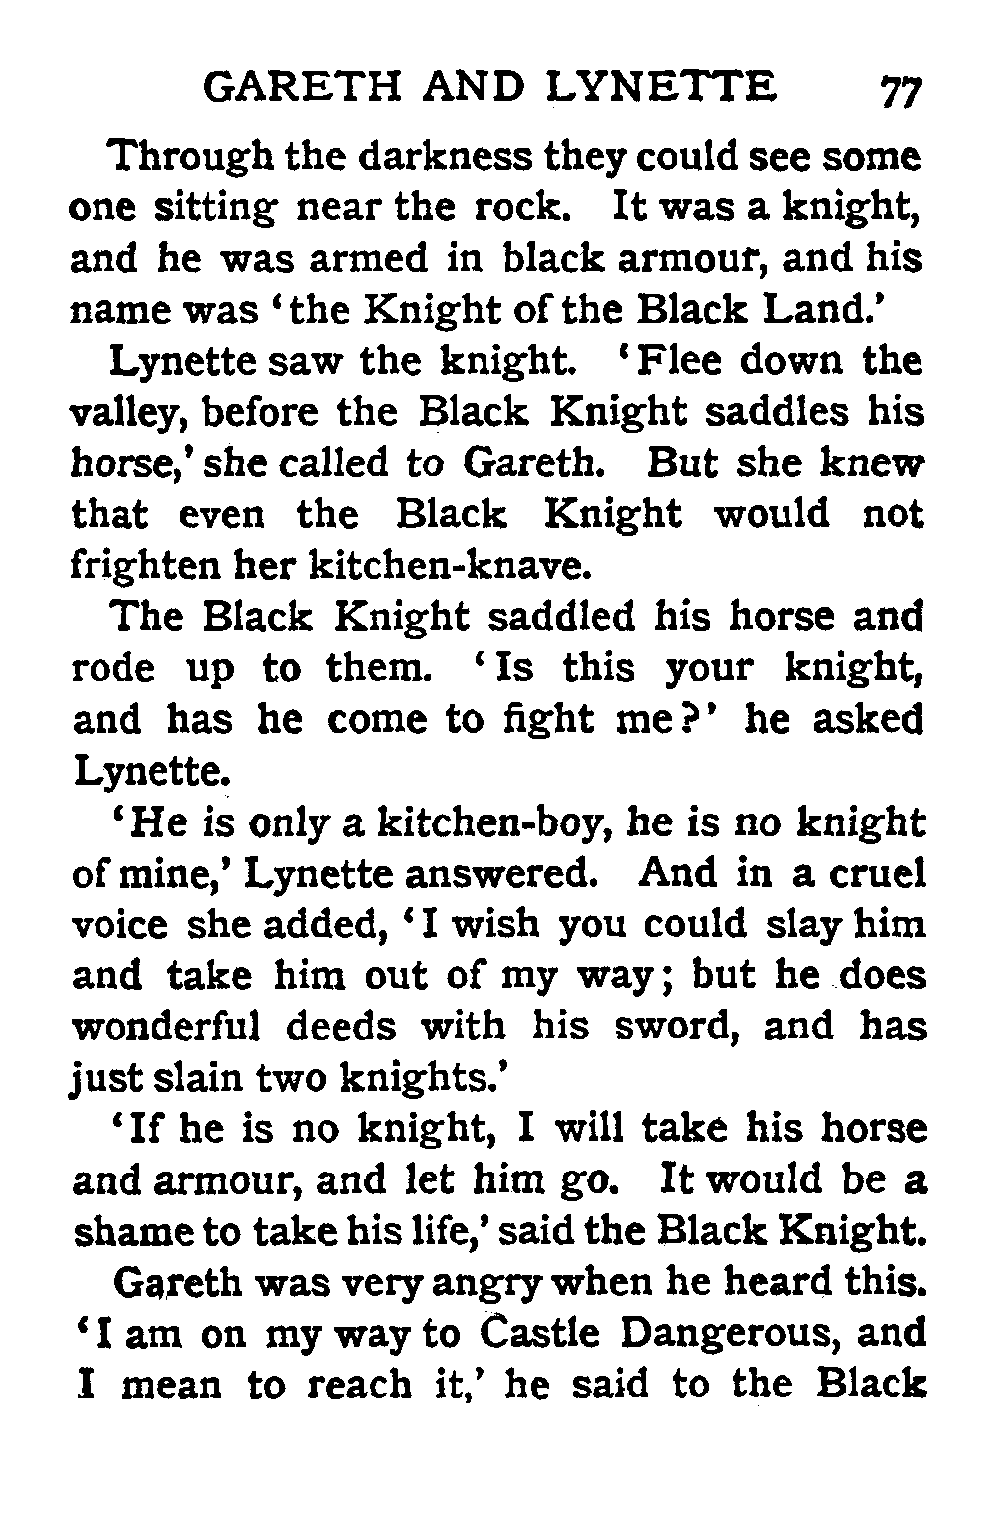 GARETH AND LYNETTE 77
Through the darkness they could see some
one sitting near the rock. It was a knight,
and he was armed in black armour, and his
name was ‘the Knight of the Black Land.’
Lynette saw the knight. ‘Flee down the
valley, before the Black Knight saddles his
horse,’ she called to Gareth. But she knew
that even the Black Knight would not
frighten her kitchen-knave.
The Black Knight saddled his horse and
rode up to them. ‘Is this your knight,
and has he come to fight me?’ he asked
Lynette.
‘He is only a kitchen-boy, he is no knight
of mine,’ Lynette answered. And in a cruel
voice she added, ‘I wish you could slay him
and take him out of my way; but he does
wonderful deeds with his sword, and has
just slain two knights.’
‘If he is no knight, I will take his horse
and armour, and let him go. It would be a
shame to take his life,’ said the Black Knight.
Gareth was very angry when he heard this.
‘I am on my way to Castle Dangerous, and
I mean to reach it,’ he said to the Black